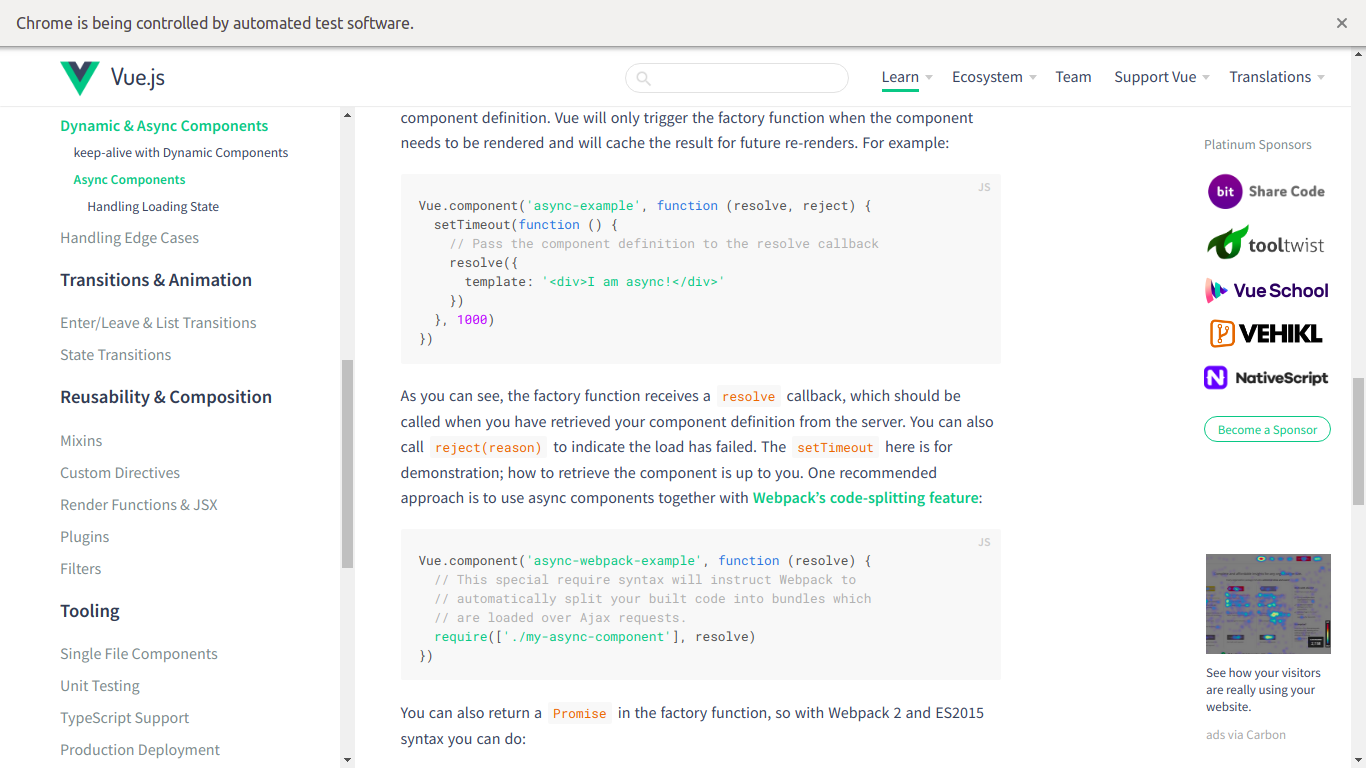 Chrome is being controlled by automated test software.
Vue.js
Learn
Ecosystem
Team
Support Vue
Translations
Dynamic & Async Components
keep-alive with Dynamic Components
Async Components
Handling Loading State
Handling Edge Cases
Transitions & Animation
Enter/Leave & List Transitions
State Transitions
Reusability & Composition
Mixins
Custom Directives
Render Functions & JSX
Plugins
Filters
Tooling
Single File Components
Unit Testing
TypeScript Support
Production Deployment
component definition. Vue will only trigger the factory function when the component
needs to be rendered and will cache the result for future re-renders. For example:
JS
Vue.component('async-example', function (resolve, reject) {
  setTimeout(function () {
    // Pass the component definition to the resolve callback
    resolve({
      template: '<div>I am async!</div>'
    })
  }, 1000)
})
As you can see, the factory function receives a resolve callback, which should be
called when you have retrieved your component definition from the server. You can also
call reject(reason) to indicate the load has failed. The setTimeout here is for
demonstration; how to retrieve the component is up to you. One recommended
approach is to use async components together with Webpack’s code-splitting feature:
JS
Vue.component('async-webpack-example', function (resolve) {
  // This special require syntax will instruct Webpack to
  // automatically split your built code into bundles which
  // are loaded over Ajax requests.
  require(['./my-async-component'], resolve)
})
You can also return a Promise in the factory function, so with Webpack 2 and ES2015
syntax you can do:
Platinum Sponsors
bit Share Code
tooltwist
Vue School
VEHIKL
NativeScript
Become a Sponsor
See how your visitors
are really using your
website.
ads via Carbon